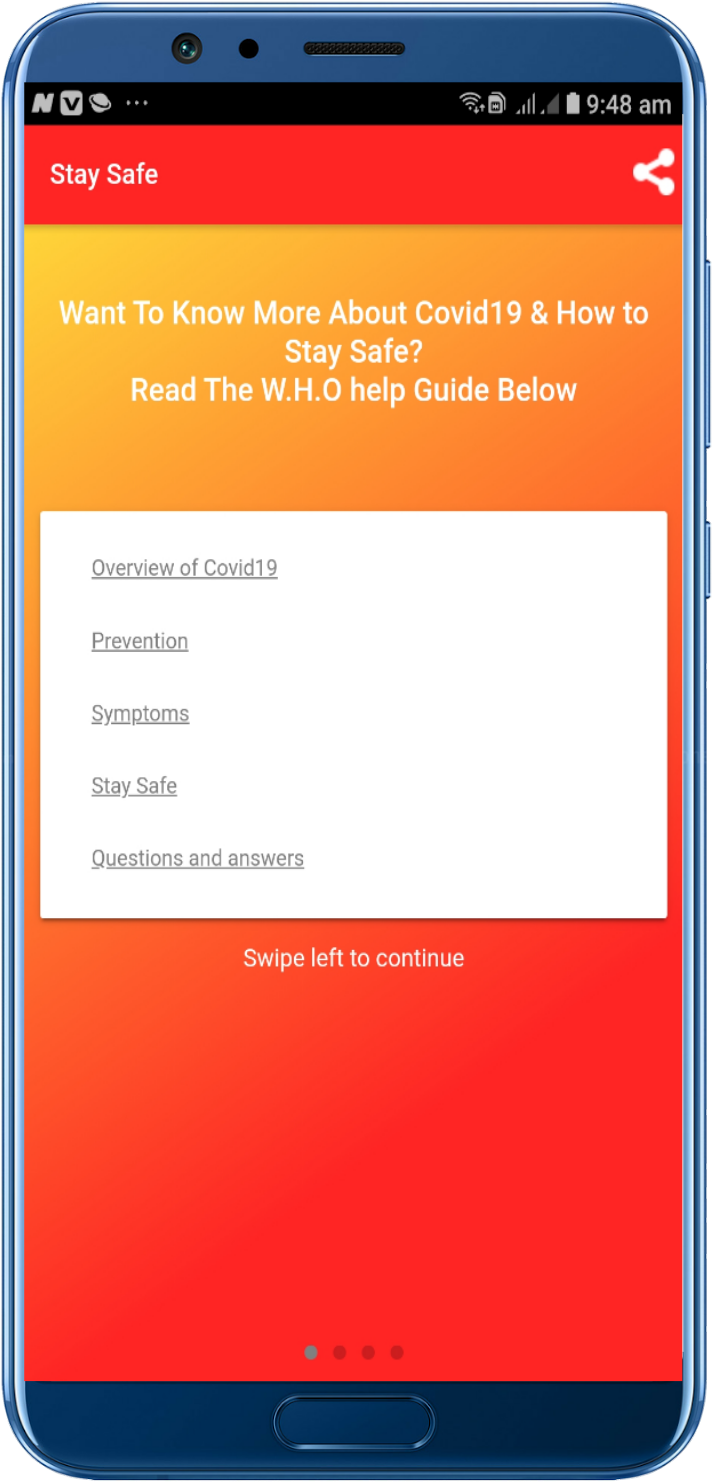 N V ... 9:48 am
Stay Safe
Want To Know More About Covid19 & How to
Stay Safe?
Read The W.H.O help Guide Below
Overview of Covid19
Prevention
Symptoms
Stay Safe
Questions and answers
Swipe left to continue